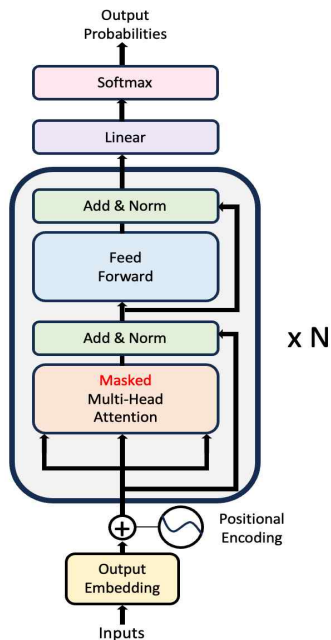 Output
Probabilities
Softmax
Linear
Add & Norm
Feed
Forward
Add & Norm
x N
Masked
Multi-Head
Attention
Positional
Encoding
Output
Embedding
Inputs